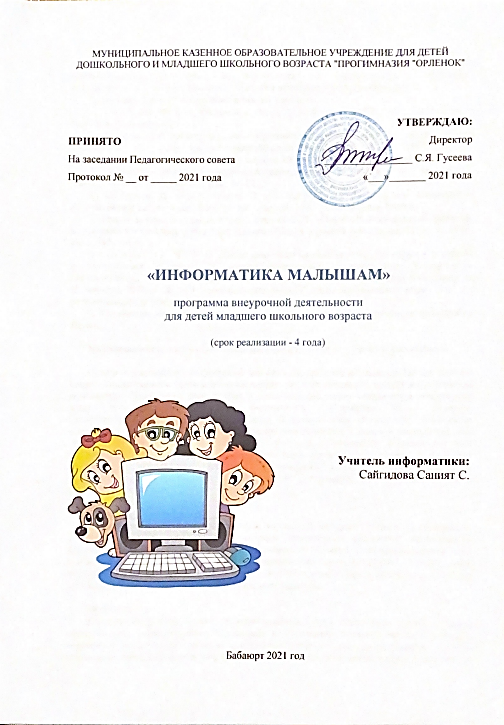 МУНИЦИПАЛЬНОЕ КАЗЕННОЕ ОБРАЗОВАТЕЛЬНОЕ УЧРЕЖДЕНИЕ ДЛЯ ДЕТЕЙ
ДОШКОЛЬНОГО И МЛАДШЕГО ШКОЛЬНОГО ВОЗРАСТА "ПРОГИМНАЗИЯ "ОРЛЕНОК"
УТВЕРЖДАЮ:
ПРИНЯТО
Директор
На заседании Педагогического совета
С.Я. Гусеева
Протокол № __ от _____ 2021 года
«___»_______ 2021 года
«ИНФОРМАТИКА МАЛЫШАМ»
программа внеурочной деятельности
для детей младшего школьного возраста
(срок реализации - 4 года)
Учитель информатики:
Сайгидова Саният С.
Бабаюрт 2021 год